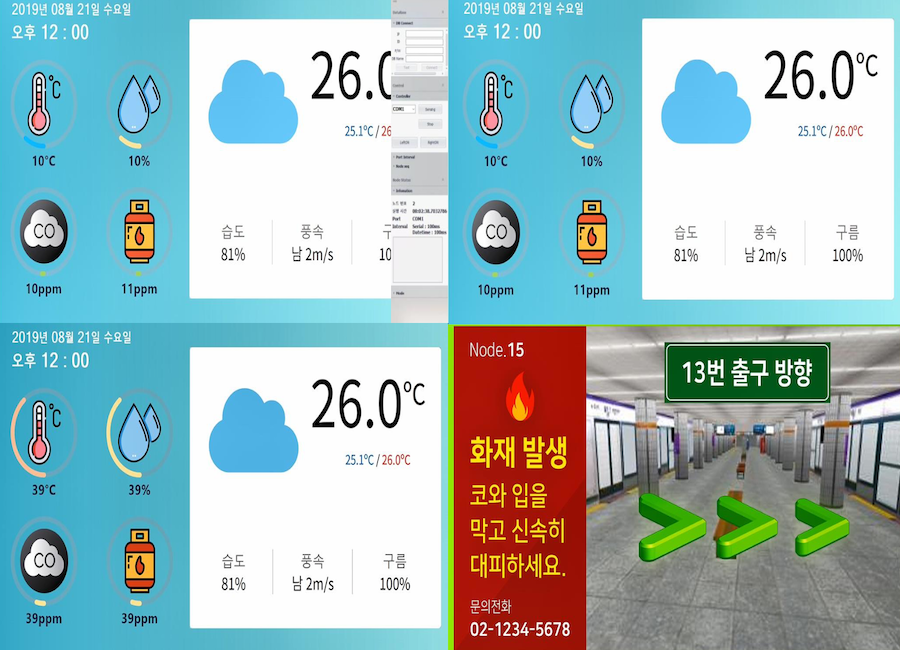 2019년 08월 21일 수요일
오후 12 : 00
℃
10℃
10%
CO
10ppm
11ppm
26.0
25.1℃ / 26
습도
81%
풍속
남 2m/s
10
COM1
Port
COM1
2019년 08월 21일 수요일
오후 12 : 00
℃
10℃
10%
CO
10ppm
11ppm
26.0℃
25.1℃ / 26.0℃
습도
81%
풍속
남 2m/s
구름
100%
2019년 08월 21일 수요일
오후 12 : 00
℃
39℃
39%
CO
39ppm
39ppm
26.0℃
25.1℃ / 26.0℃
습도
81%
풍속
남 2m/s
구름
100%
Node.15
화재 발생
코와 입을
막고 신속히
대피하세요.
문의전화
02-1234-5678
13번 출구 방향